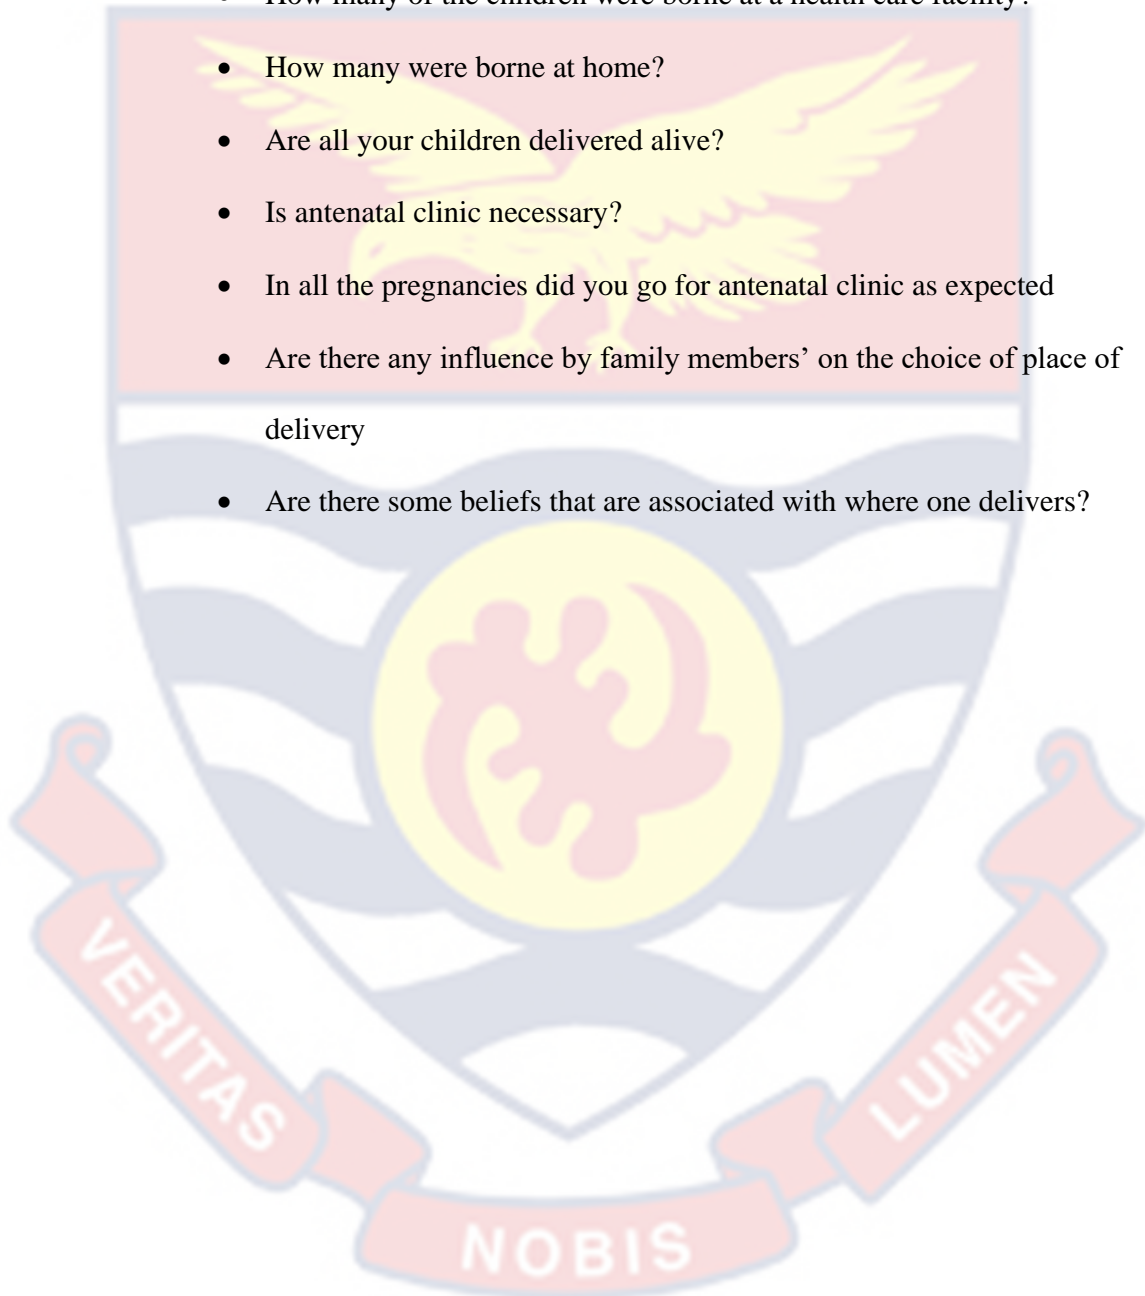 • How many of the children were borne at a health care facility?
• How many were borne at home?
• Are all your children delivered alive?
• Is antenatal clinic necessary?
• In all the pregnancies did you go for antenatal clinic as expected
• Are there any influence by family members’ on the choice of place of
delivery
• Are there some beliefs that are associated with where one delivers?
VERITAS
NOBIS
LUMEN